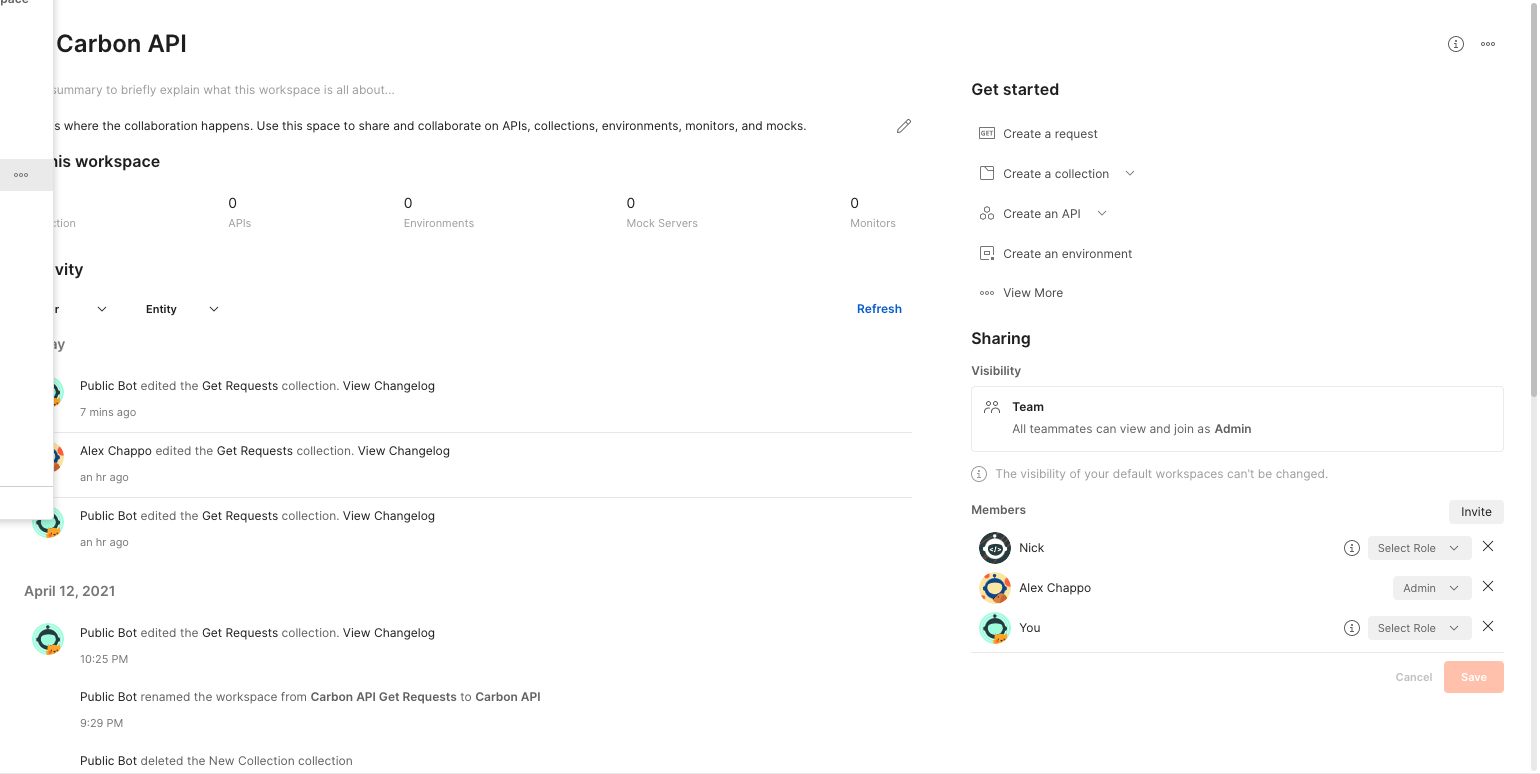 pace
Carbon API
summary to briefly explain what this workspace is all about...
s where the collaboration happens. Use this space to share and collaborate on APIs, collections, environments, monitors, and mocks.
his workspace
0 0 0 0
ction APIs Environments Mock Servers Monitors
vity
r Entity Refresh
ay
Public Bot edited the Get Requests collection. View Changelog
7 mins ago
Alex Chappo edited the Get Requests collection. View Changelog
an hr ago
Public Bot edited the Get Requests collection. View Changelog
an hr ago
April 12, 2021
Public Bot edited the Get Requests collection. View Changelog
10:25 PM
Public Bot renamed the workspace from Carbon API Get Requests to Carbon API
9:29 PM
Public Bot deleted the New Collection collection
Get started
GET Create a request
Create a collection
Create an API
Create an environment
View More
Sharing
Visibility
Team
All teammates can view and join as Admin
The visibility of your default workspaces can't be changed.
Members Invite
Nick Select Role
Alex Chappo Admin
You Select Role
Cancel Save